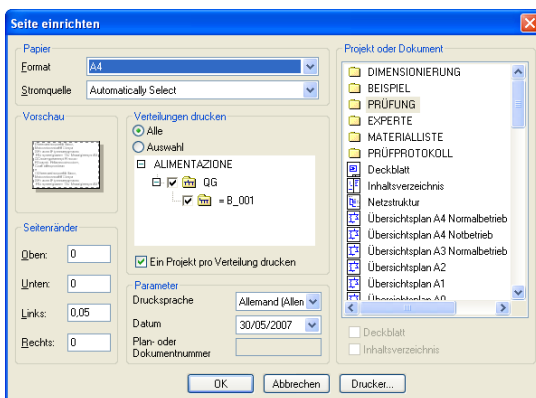 Seite einrichten
Papier
Format
A4
Stromquelle
Automatically Select
Vorschau
Verteilungen drucken
Alle
Auswahl
ALIMENTAZIONE
QG
= B_001
Ein Projekt pro Verteilung drucken
Seitenränder
Oben:
0
Unten:
0
Links:
0,05
Rechts:
0
Parameter
Drucksprache
Allemand (Allen
Datum
30/05/2007
Plan- oder
Dokumentnummer
Projekt oder Dokument
DIMENSIONIERUNG
BEISPIEL
PRÜFUNG
EXPERTE
MATERIALLISTE
PRÜFPROTOKOLL
Deckblatt
Inhaltsverzeichnis
Netzstruktur
Übersichtsplan A4 Normalbetrieb
Übersichtsplan A4 Notbetrieb
Übersichtsplan A3 Normalbetrieb
Übersichtsplan A2
Übersichtsplan A1
Übersichtsplan A0
Deckblatt
Inhaltsverzeichnis
OK
Abbrechen
Drucker...